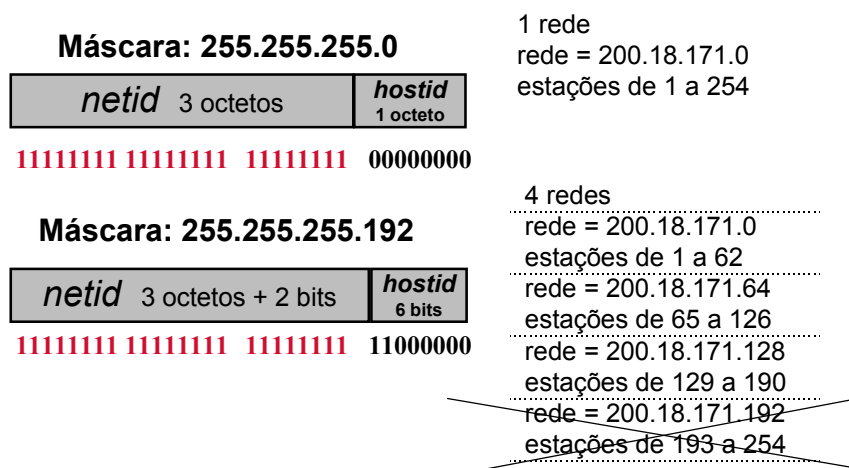 Máscara: 255.255.255.0
netid 3 octetos
hostid
1 octeto
11111111 11111111 11111111 00000000
1 rede
rede = 200.18.171.0
estações de 1 a 254
Máscara: 255.255.255.192
netid 3 octetos + 2 bits
hostid
6 bits
11111111 11111111 11111111 11000000
4 redes
rede = 200.18.171.0
estações de 1 a 62
rede = 200.18.171.64
estações de 65 a 126
rede = 200.18.171.128
estações de 129 a 190
rede = 200.18.171.192
estações de 193 a 254